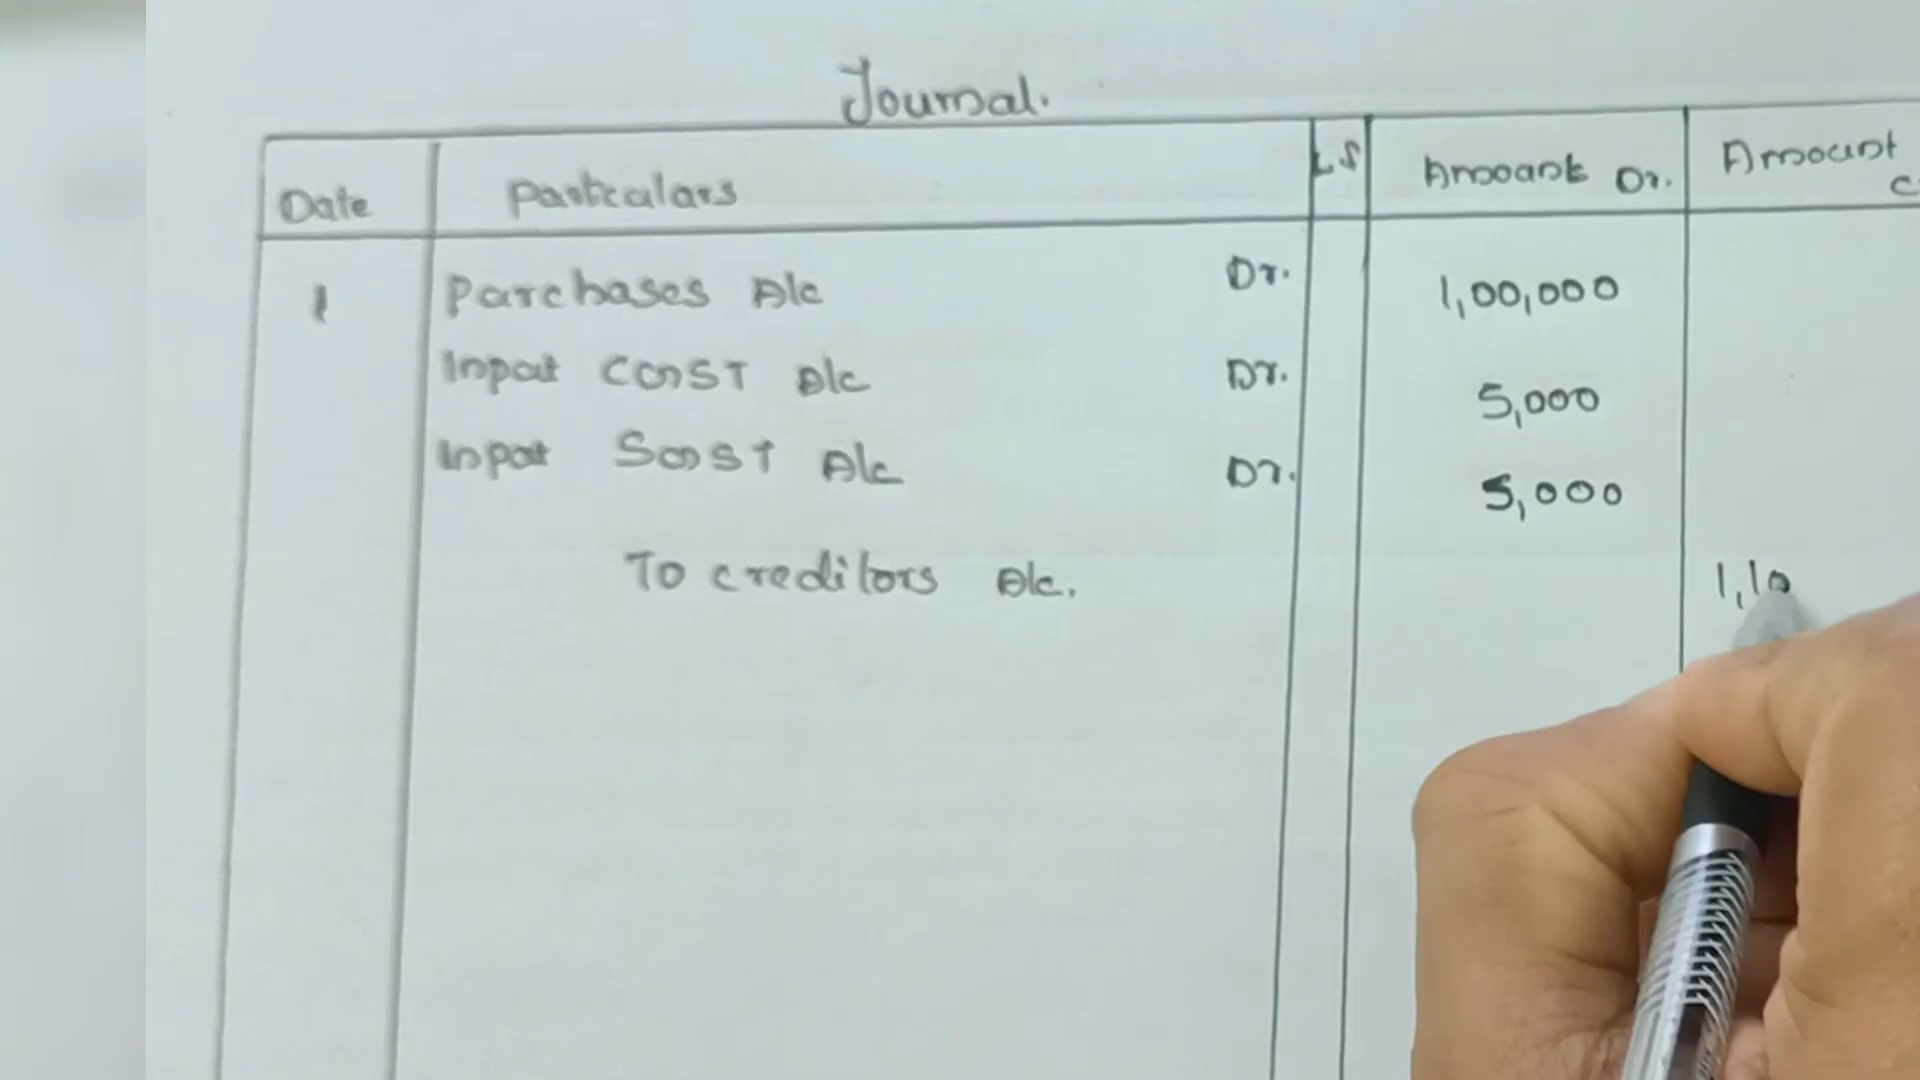 Journal.
Date Particulars L.F Amount Dr. Amount C
1 Purchases A/c Dr. 1,00,000
Input CGST A/c Dr. 5,000
Input SGST A/c Dr. 5,000
To creditors A/c. 1,10